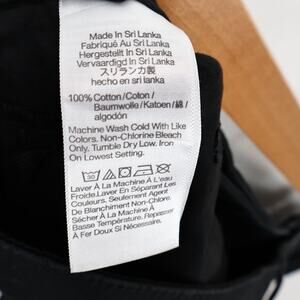 Made In Sri Lanka
Fabriqué Au Sri Lanka
Hergestellt In Sri Lanka
Vervaardigd In Sri Lanka
スリランカ製
hecho en Sri Lanka
100% Cotton / Coton /
Baumwolle / Katoen / 綿 /
algodón
Machine Wash Cold With Like
Colors. Non-Chlorine Bleach
Only. Tumble Dry Low. Iron
On Lowest Setting.
30
Laver À La Machine À L'eau
Froide.Laver En Séparant Les
Couleurs. Seulement Agent
De Blanchiment Non-Chlore.
Sécher À La Machine À
Basse Température. Repasser
À Doux Si Nécessaire.